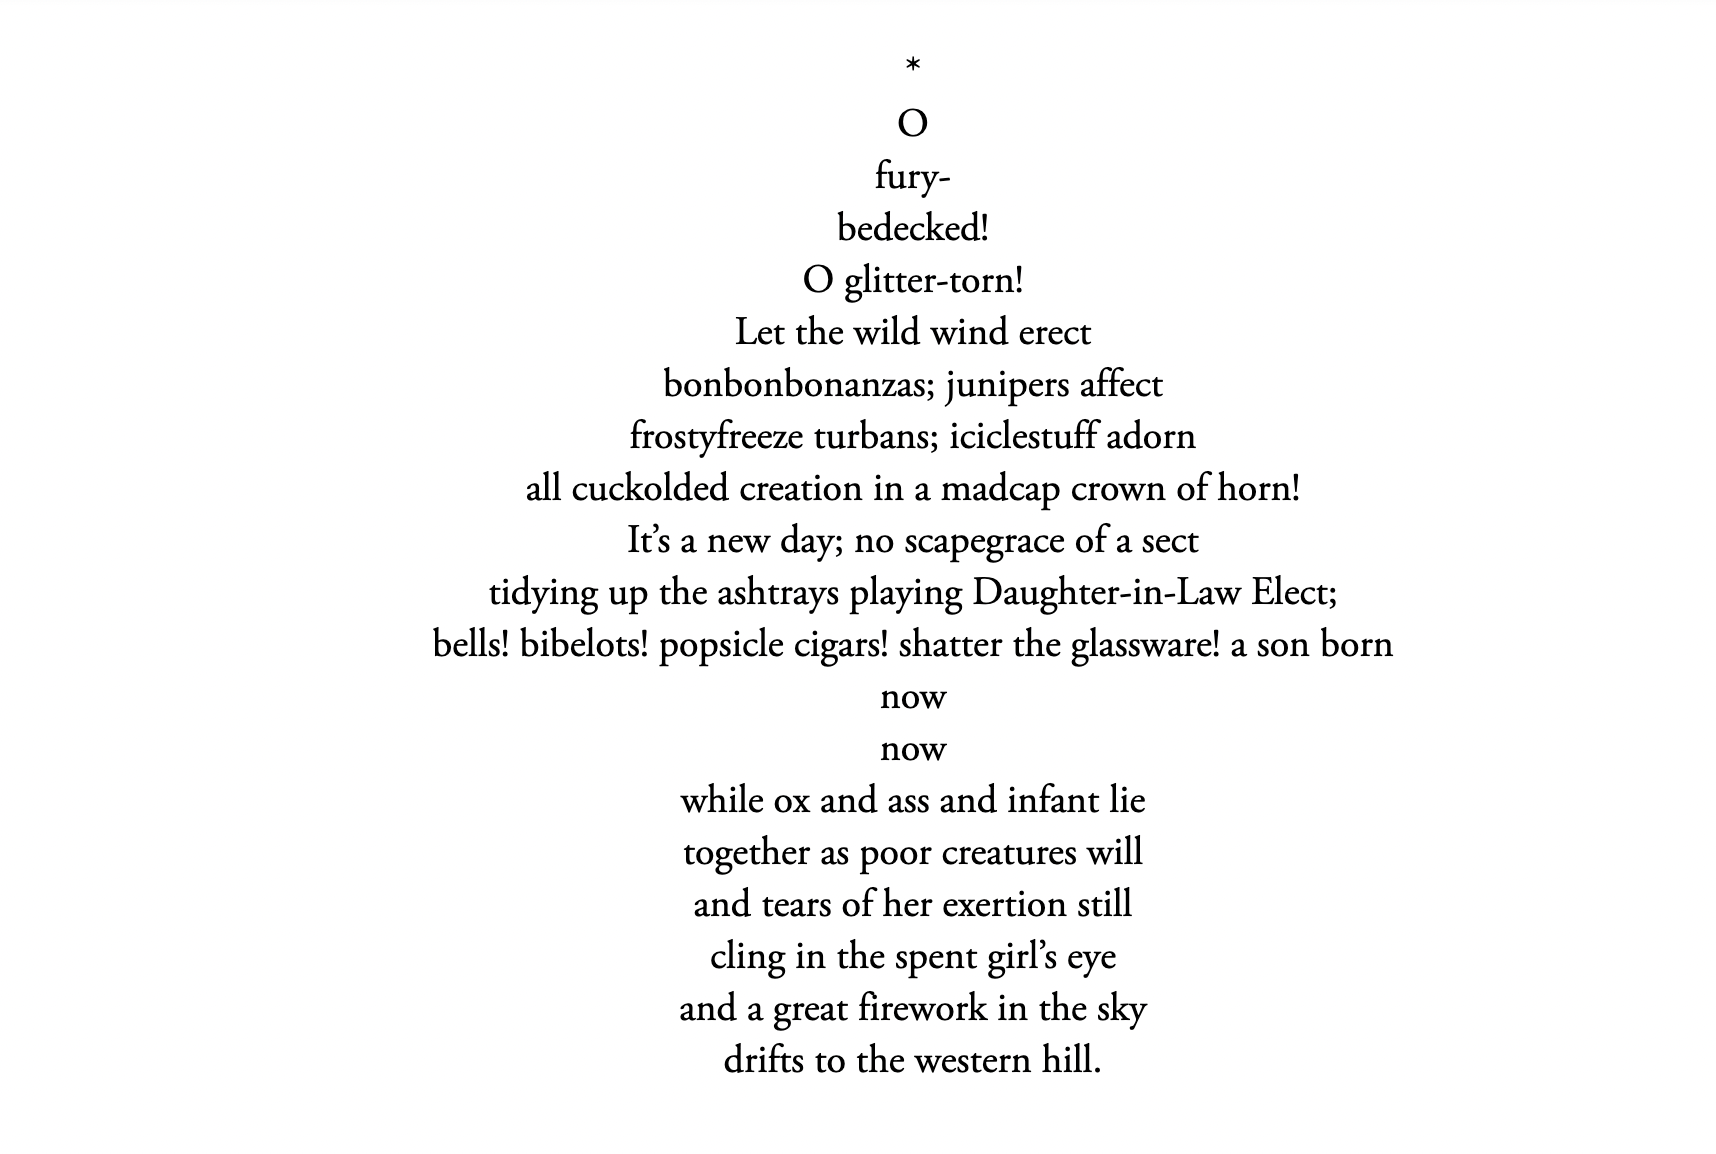 *
O
fury-
bedecked!
O glitter-torn!
Let the wild wind erect
bonbonbonanzas; junipers affect
frostyfreeze turbans; iciclestuff adorn
all cuckolded creation in a madcap crown of horn!
It’s a new day; no scapegrace of a sect
tidying up the ashtrays playing Daughter-in-Law Elect;
bells! bibelots! popsicle cigars! shatter the glassware! a son born
now
now
while ox and ass and infant lie
together as poor creatures will
and tears of her exertion still
cling in the spent girl’s eye
and a great firework in the sky
drifts to the western hill.